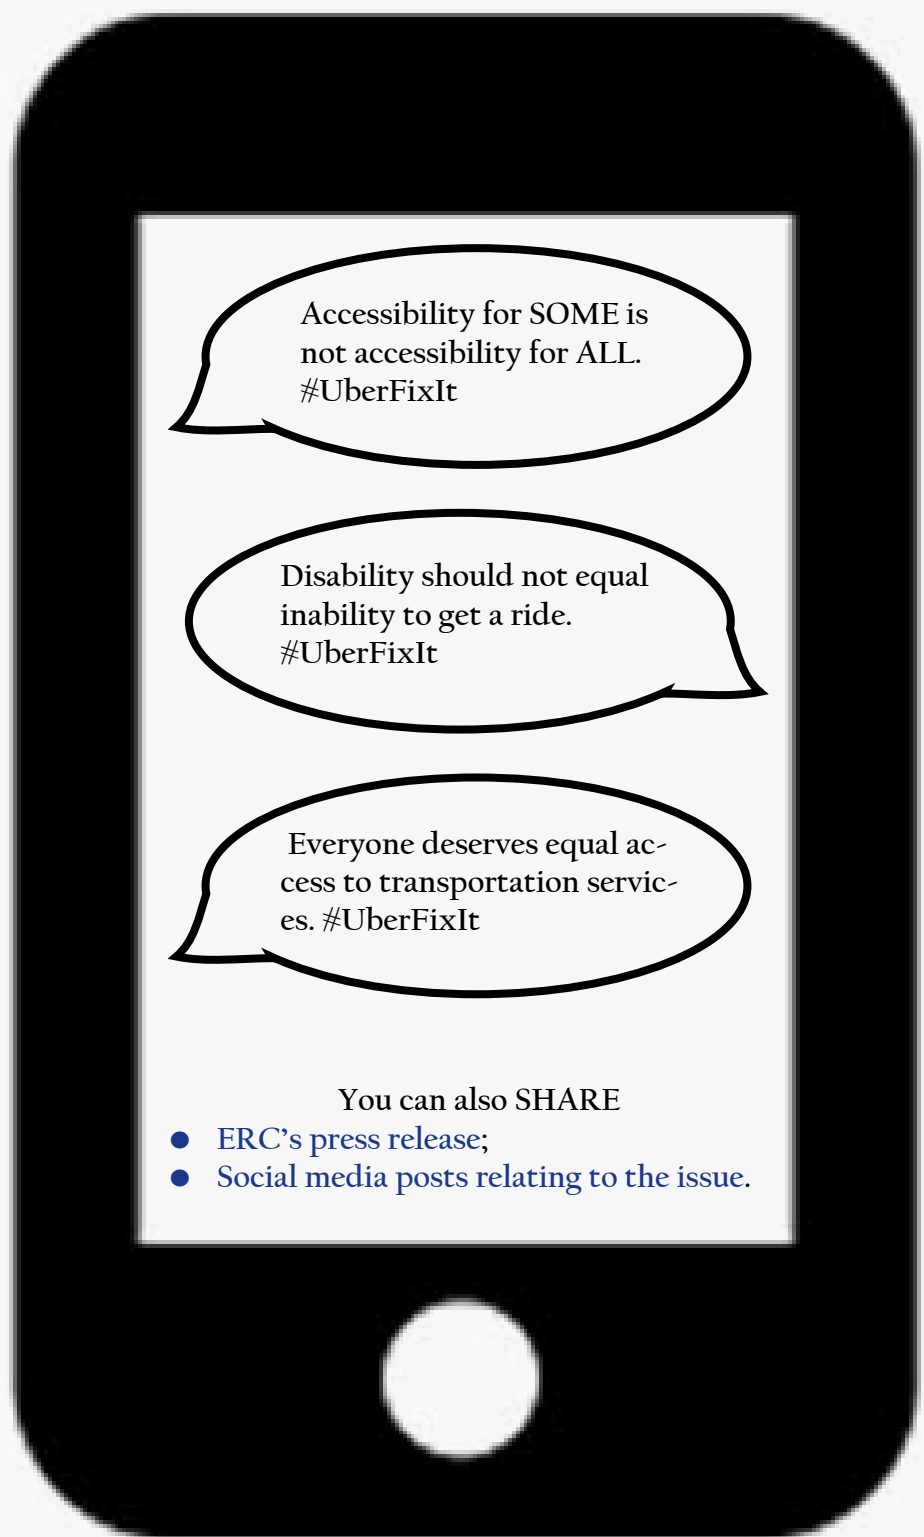 Accessibility for SOME is
not accessibility for ALL.
#UberFixIt
Disability should not equal
inability to get a ride.
#UberFixIt
Everyone deserves equal ac-
cess to transportation servic-
es. #UberFixIt
You can also SHARE
● ERC’s press release;
● Social media posts relating to the issue.